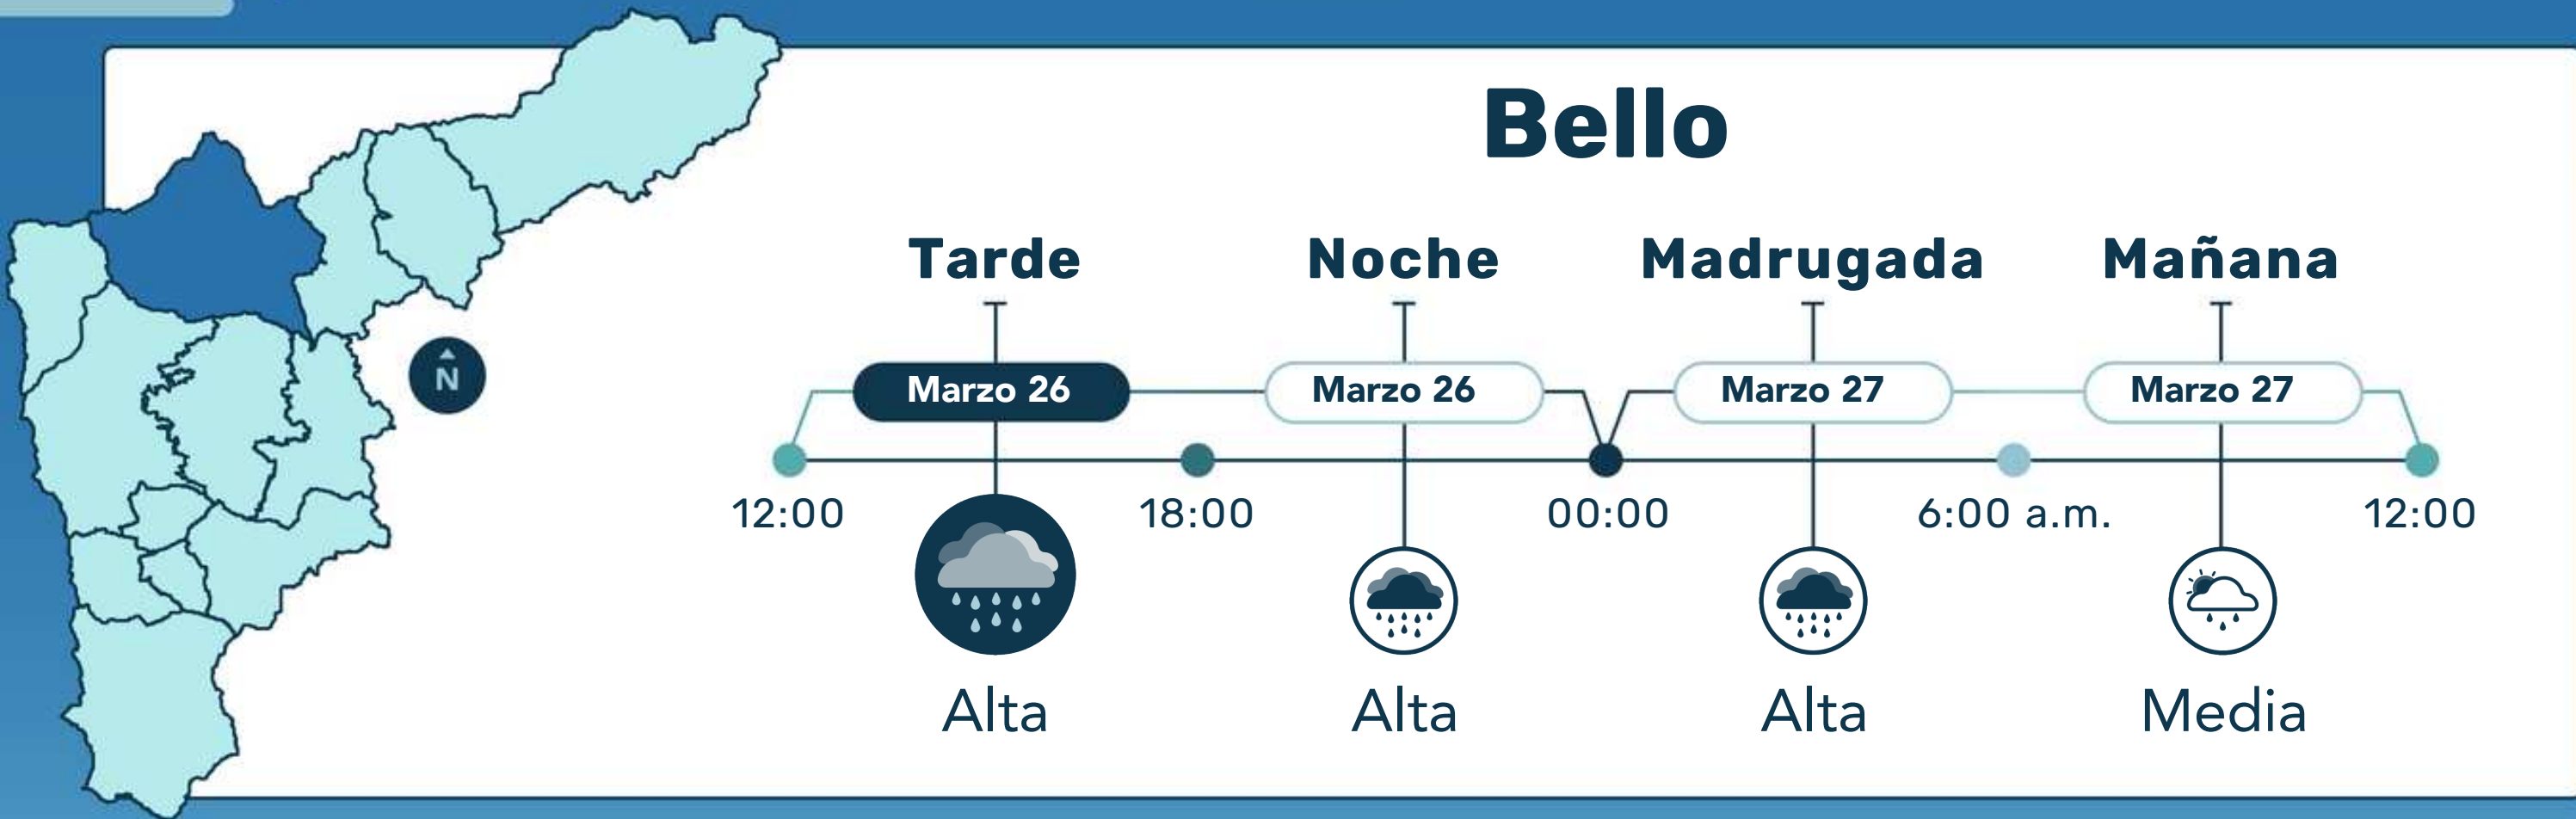 Bello
Tarde Noche Madrugada Mañana
N
Marzo 26 Marzo 26 Marzo 27 Marzo 27
12:00 18:00 00:00 6:00 a.m. 12:00
Alta Alta Alta Media